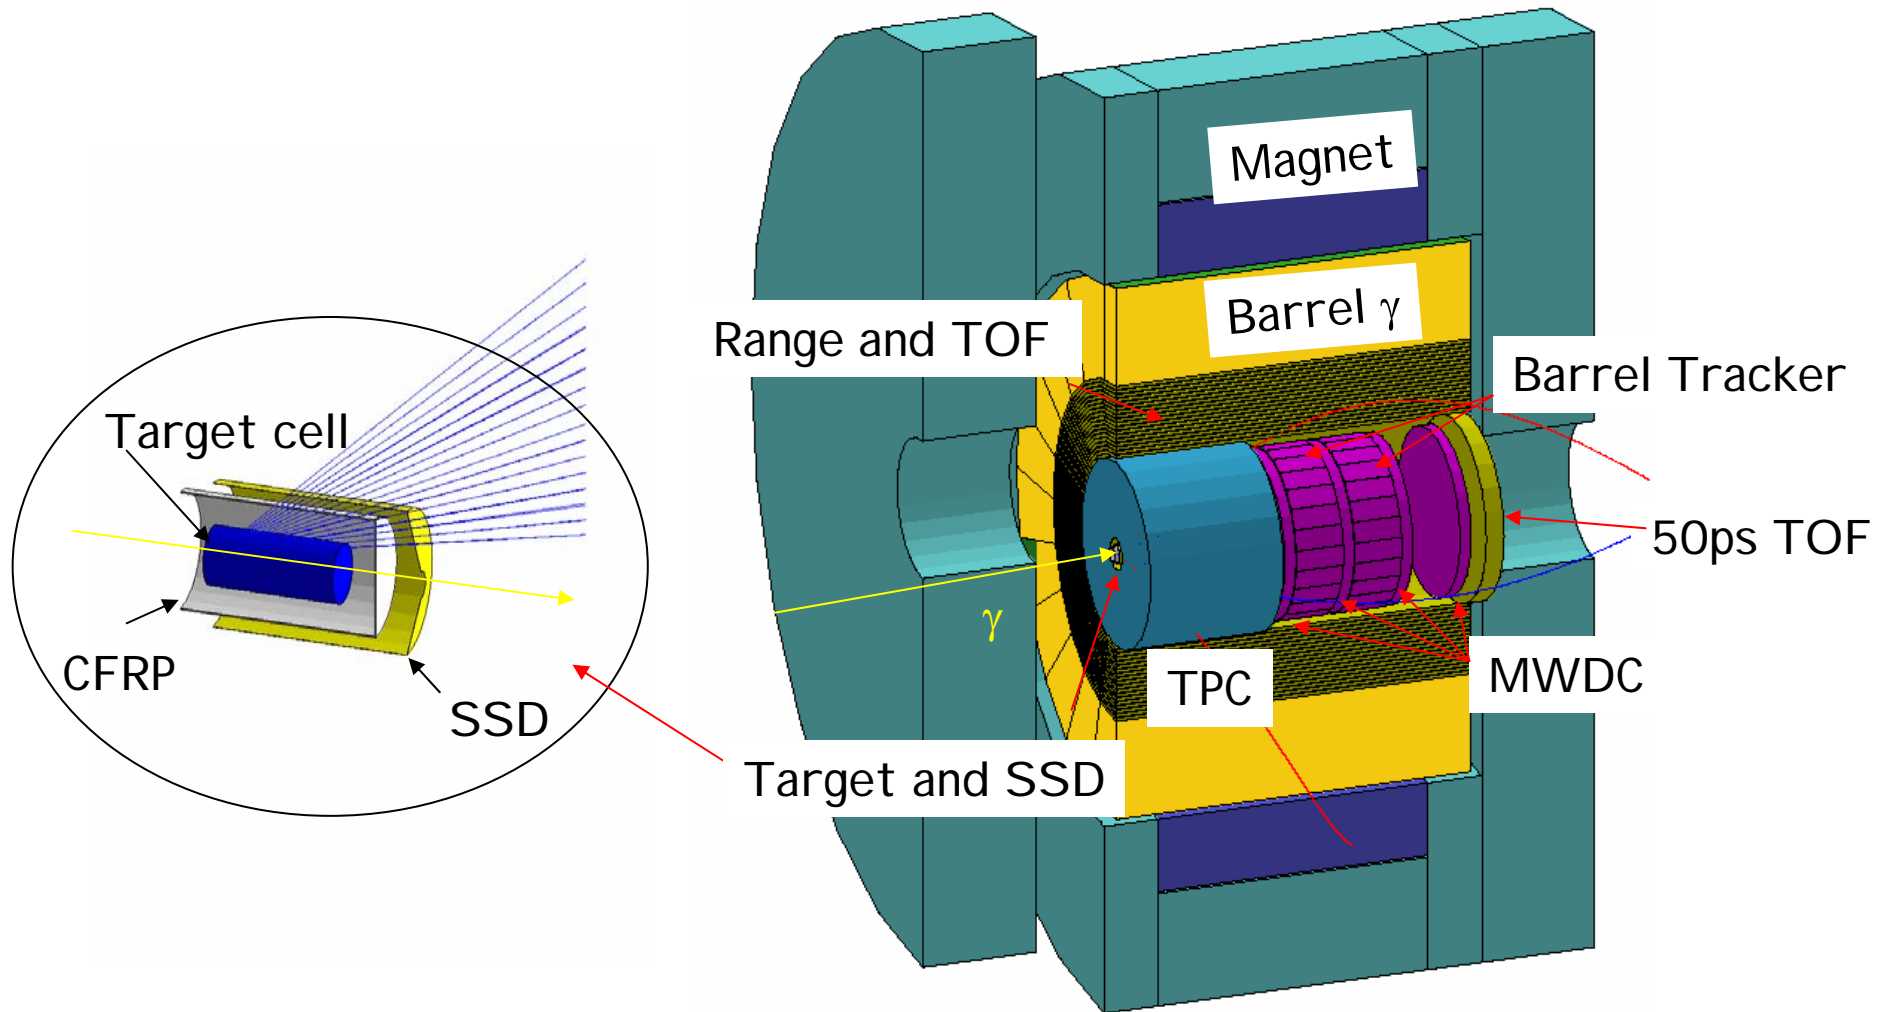 Magnet
Barrel γ
Range and TOF
Barrel Tracker
Target cell
50ps TOF
γ
CFRP
TPC
MWDC
SSD
Target and SSD